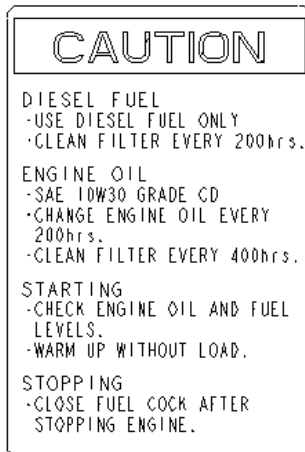 CAUTION
DIESEL FUEL
·USE DIESEL FUEL ONLY
·CLEAN FILTER EVERY 200hrs.
ENGINE OIL
·SAE 10W30 GRADE CD
·CHANGE ENGINE OIL EVERY
200hrs.
·CLEAN FILTER EVERY 400hrs.
STARTING
·CHECK ENGINE OIL AND FUEL
LEVELS.
·WARM UP WITHOUT LOAD.
STOPPING
·CLOSE FUEL COCK AFTER
STOPPING ENGINE.